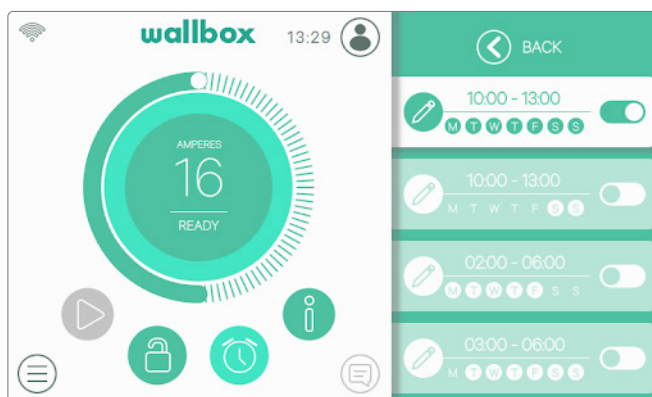 wallbox
13:29
AMPERES
16
READY
BACK
10:00 - 13:00
M T W T F S S
10:00 - 13:00
M T W T F S S
02:00 - 06:00
M T W T F S S
03:00 - 06:00
M T W T F S S